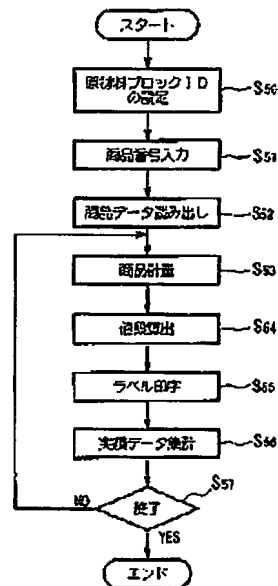 スタート
原材料ブロックID
の設定
S50
商品番号入力
S51
商品データ読み出し
S52
商品計量
S53
値段算出
S54
ラベル印字
S55
実績データ集計
S56
終了
S57
NO
YES
エンド